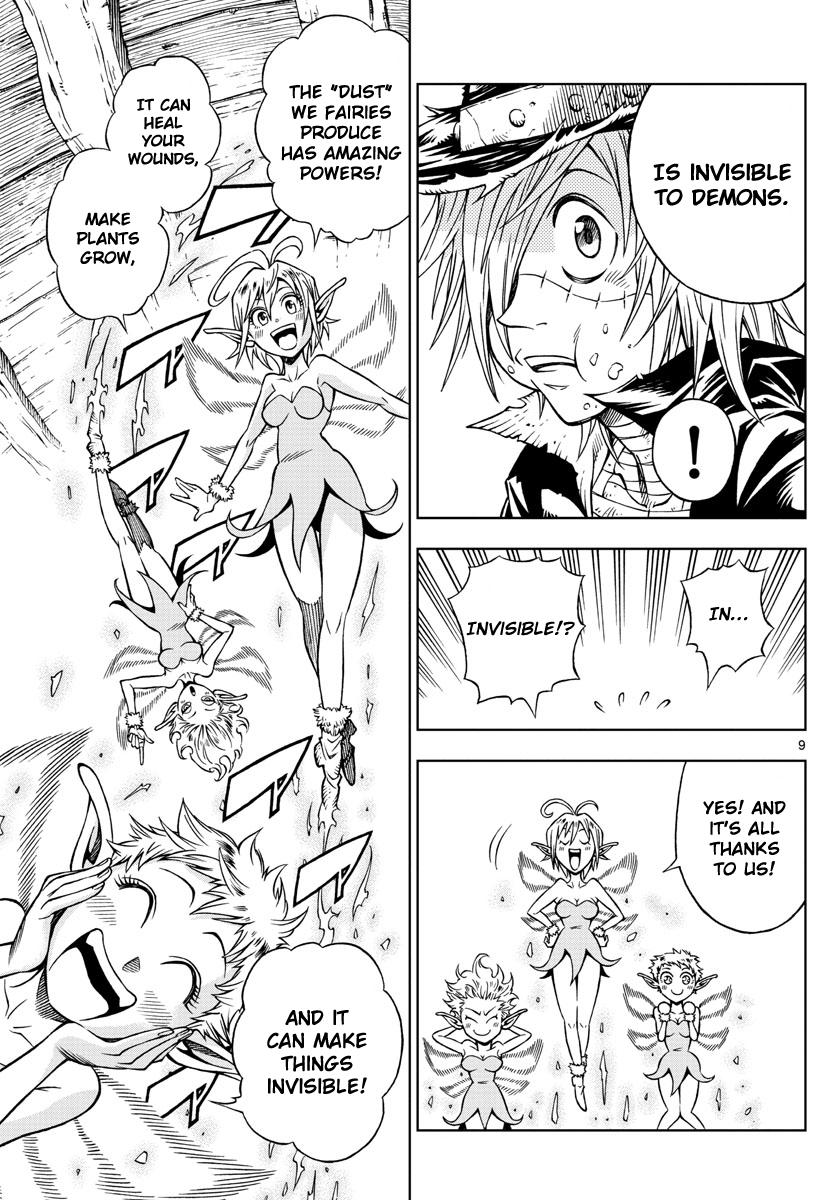 IS INVISIBLE
TO DEMONS.
!
IN...
INVISIBLE!?
9
YES! AND
IT'S ALL
THANKS
TO US!
THE "DUST"
WE FAIRIES
PRODUCE
HAS AMAZING
POWERS!
IT CAN
HEAL
YOUR
WOUNDS,
MAKE
PLANTS
GROW,
AND IT
CAN MAKE
THINGS
INVISIBLE!